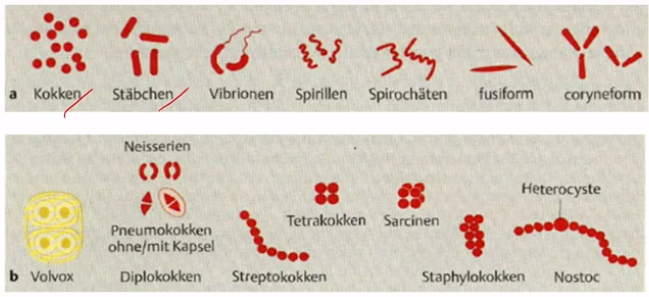 a Kokken Stäbchen Vibrionen Spirillen Spirochäten fusiform coryneform
Neisserien
Heterocyste
Tetrakokken Sarcinen
Pneumokokken
ohne/mit Kapsel
b Volvox Diplokokken Streptokokken Staphylokokken Nostoc